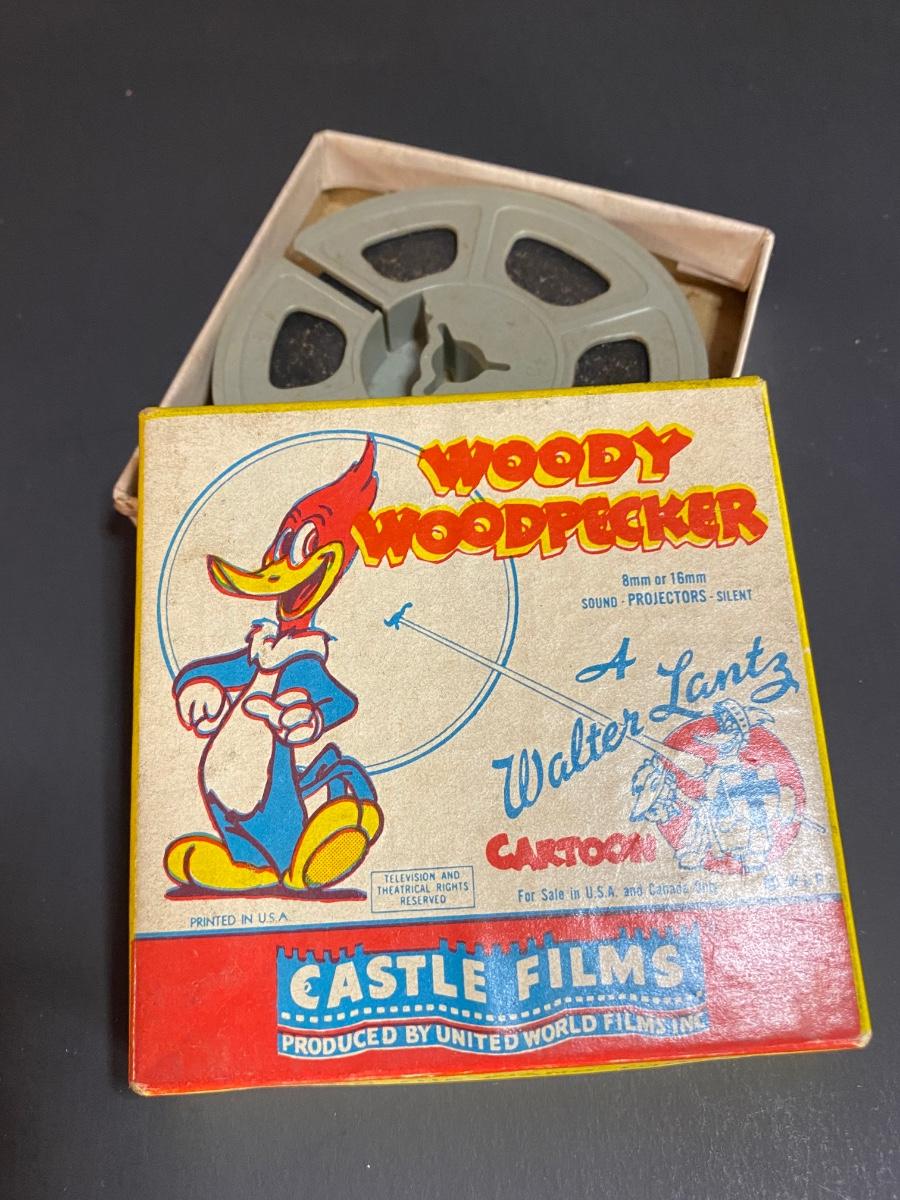 WOODY
WOODPECKER
8mm or 16mm
SOUND - PROJECTORS - SILENT
A
Walter Lantz
CARTOON
TELEVISION AND
THEATRICAL RIGHTS
RESERVED
For Sale in U.S.A. and Canada Only
PRINTED IN U.S.A.
CASTLE FILMS
PRODUCED BY UNITED WORLD FILMS INC